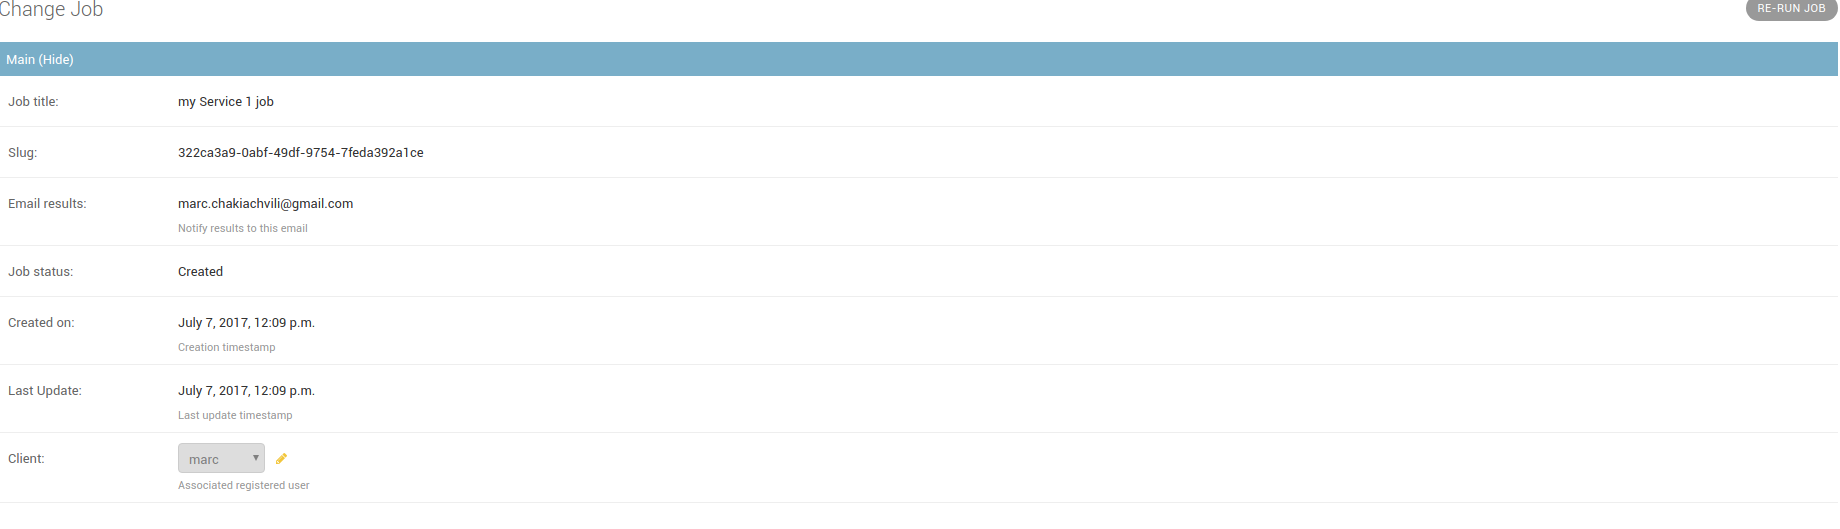 Change Job
RE-RUN JOB
Main (Hide)
Job title: my Service 1 job
Slug: 322ca3a9-0abf-49df-9754-7feda392a1ce
Email results: marc.chakiachvili@gmail.com
Notify results to this email
Job status: Created
Created on: July 7, 2017, 12:09 p.m.
Creation timestamp
Last Update: July 7, 2017, 12:09 p.m.
Last update timestamp
Client: marc
Associated registered user